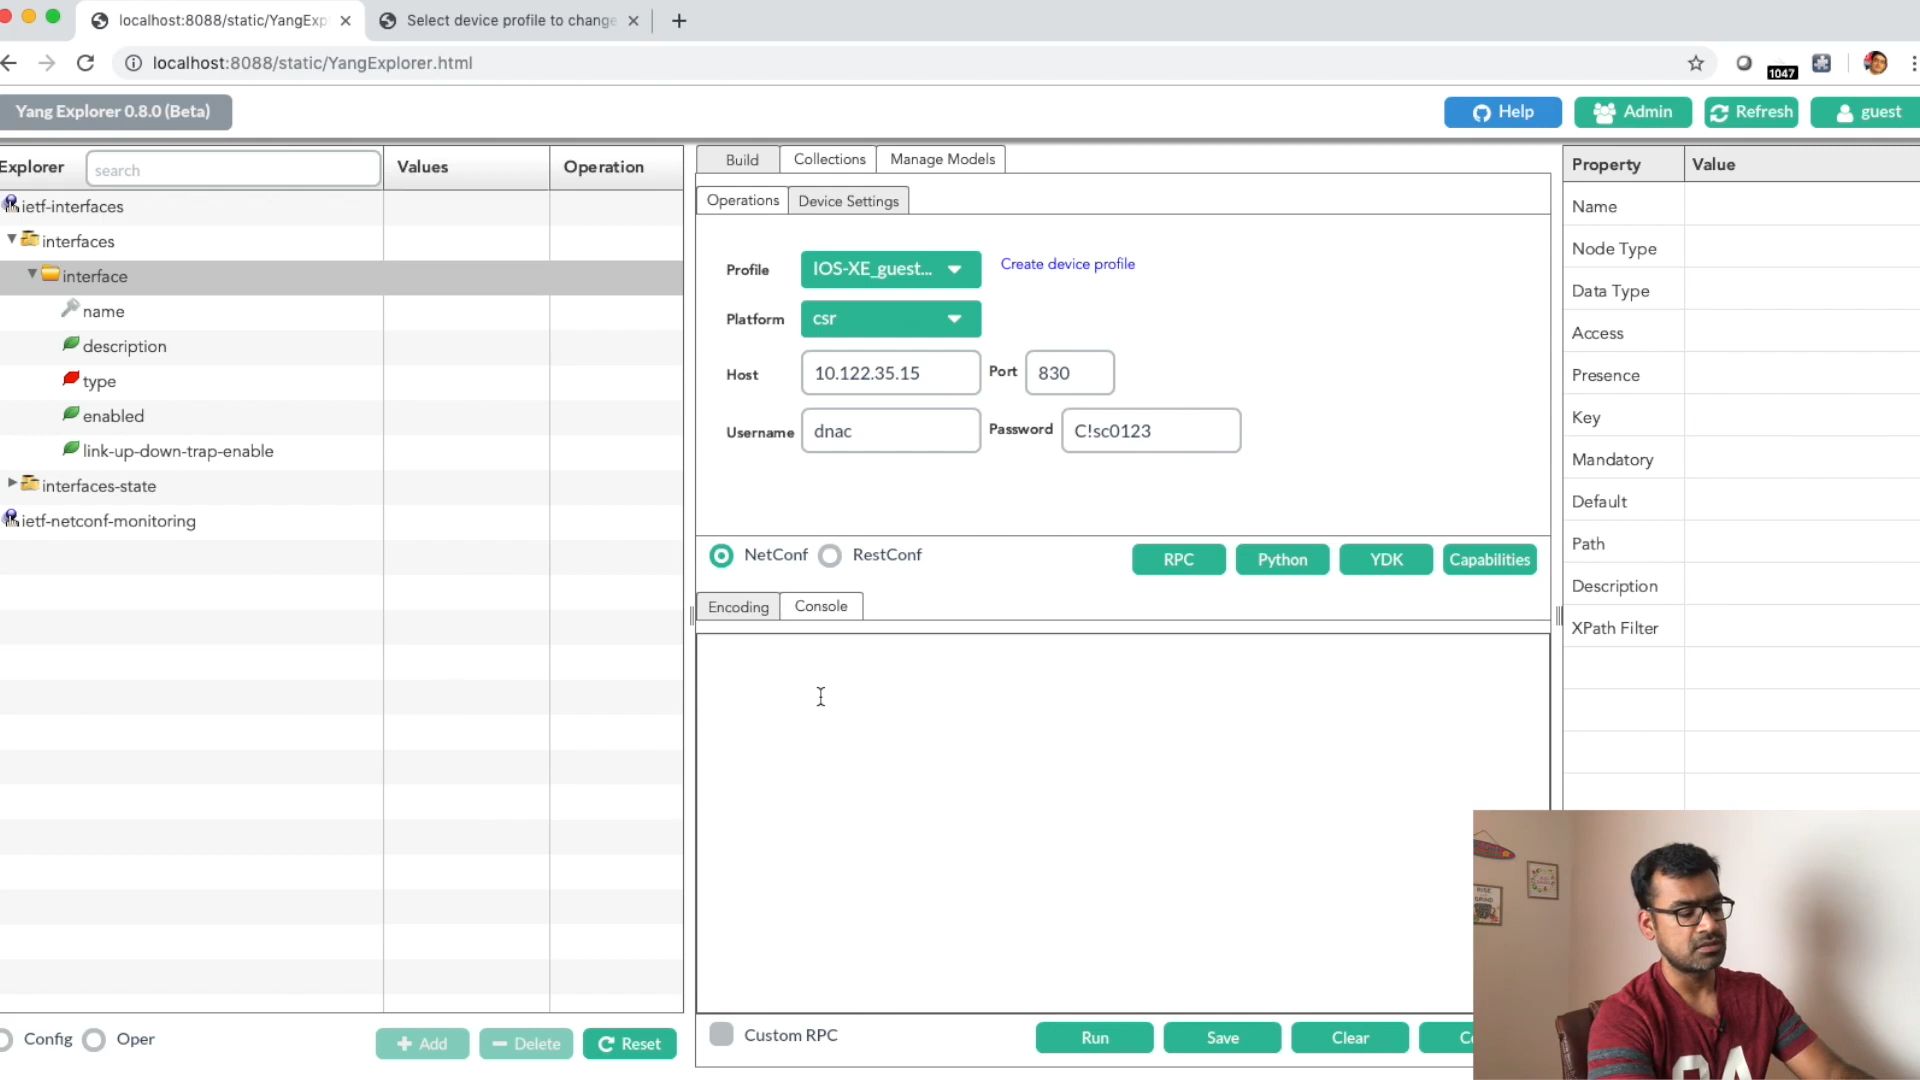 localhost:8088/static/YangExp
Select device profile to change
localhost:8088/static/YangExplorer.html
1047
Yang Explorer 0.8.0 (Beta)
Help
Admin
Refresh
guest
Explorer
search
Values
Operation
ietf-interfaces
interfaces
interface
name
description
type
enabled
link-up-down-trap-enable
interfaces-state
ietf-netconf-monitoring
Config
Oper
Add
Delete
Reset
Build
Collections
Manage Models
Operations
Device Settings
Profile
IOS-XE_guest...
Create device profile
Platform
csr
Host
10.122.35.15
Port
830
Username
dnac
Password
C!sc0123
NetConf
RestConf
RPC
Python
YDK
Capabilities
Encoding
Console
Custom RPC
Run
Save
Clear
Property
Value
Name
Node Type
Data Type
Access
Presence
Key
Mandatory
Default
Path
Description
XPath Filter
RISE
GRIND